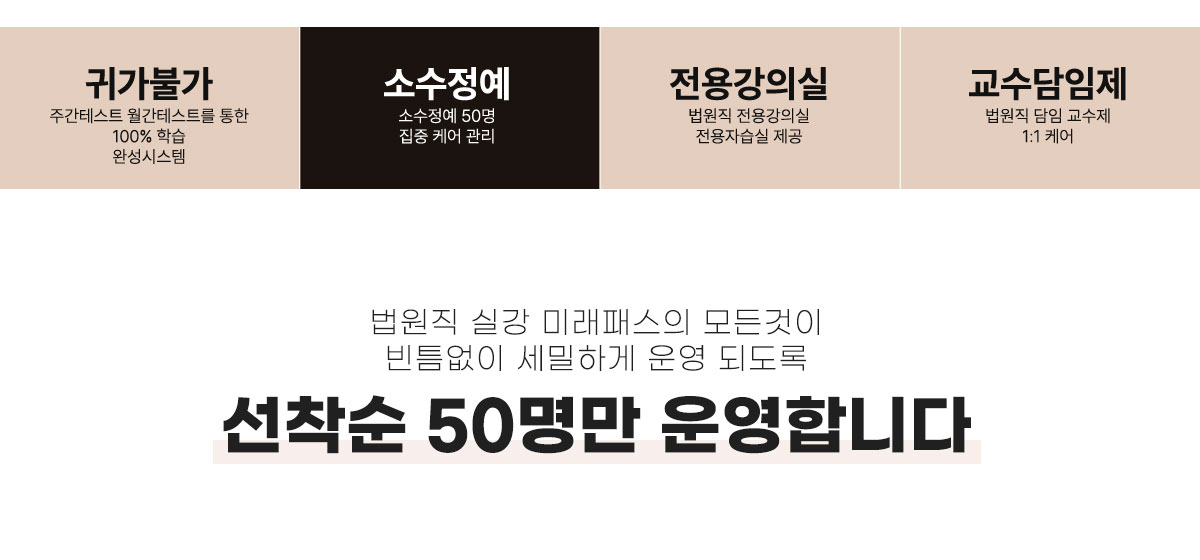 귀가불가
주간테스트 월간테스트를 통한
100% 학습
완성시스템
소수정예
소수정예 50명
집중 케어 관리
전용강의실
법원직 전용강의실
전용자습실 제공
교수담임제
법원직 담임 교수제
1:1 케어
법원직 실강 미래패스의 모든것이
빈틈없이 세밀하게 운영 되도록
선착순 50명만 운영합니다